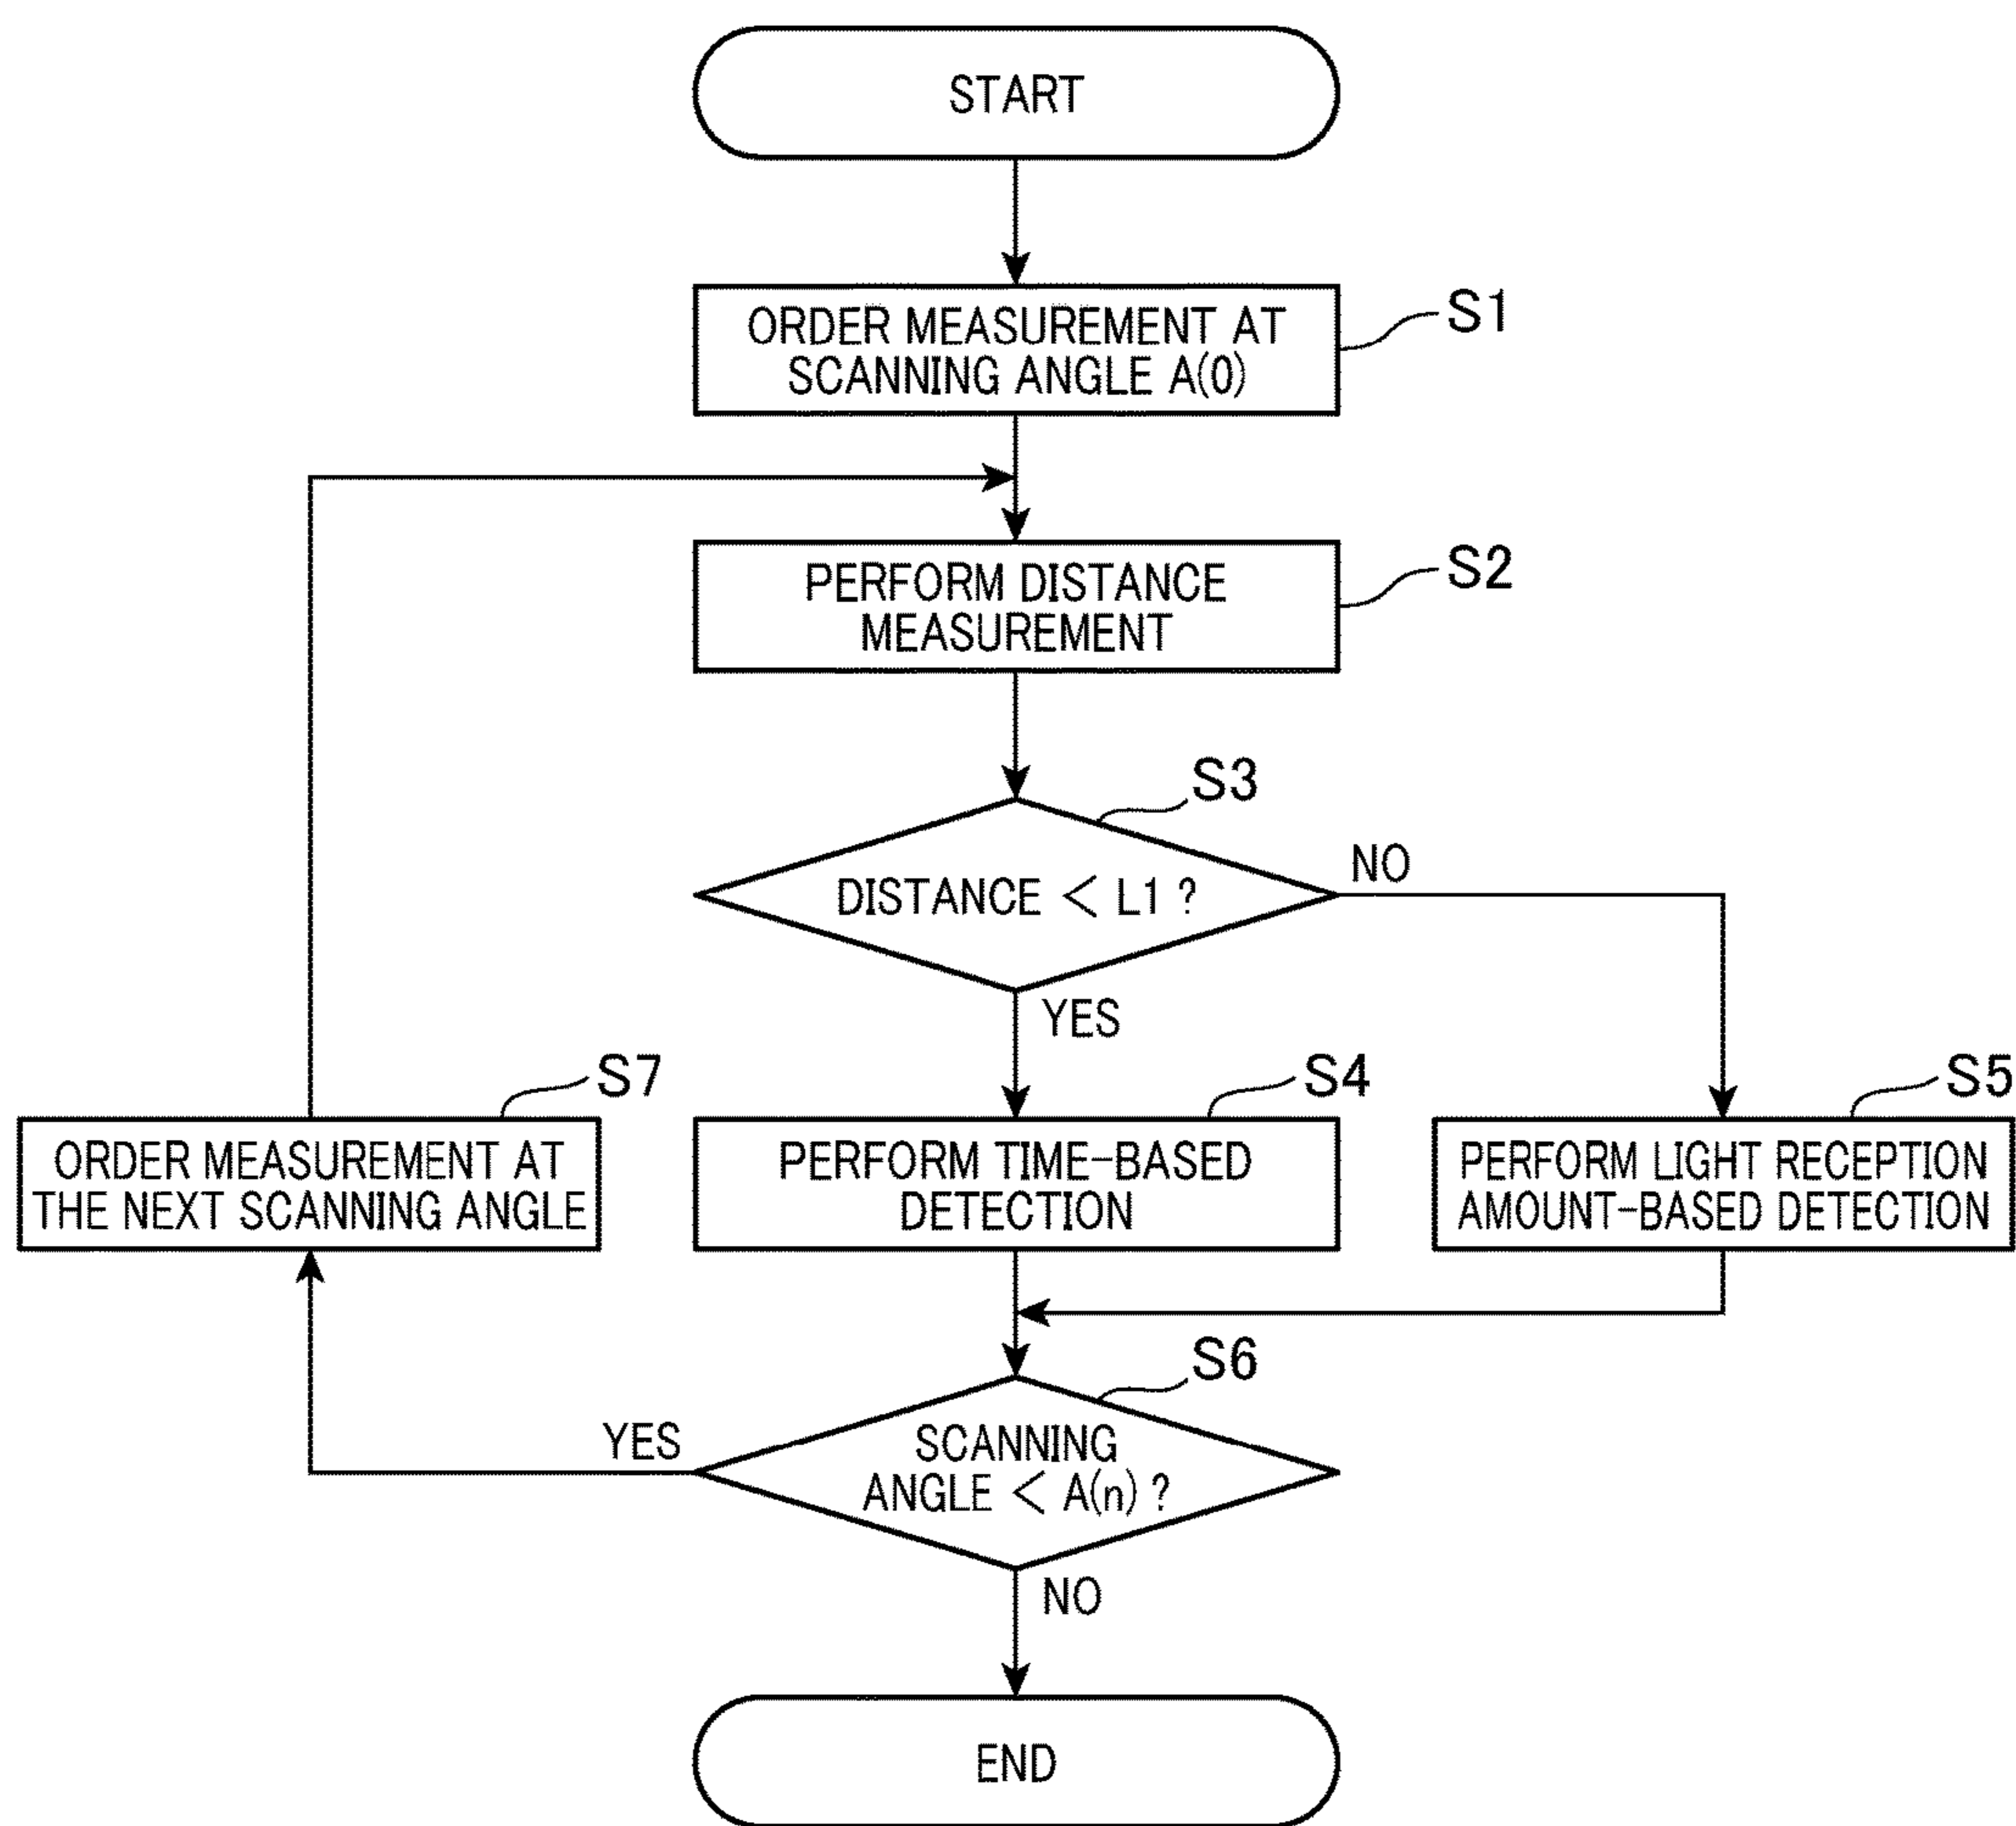 START
ORDER MEASUREMENT AT
SCANNING ANGLE A(0)
S1
PERFORM DISTANCE
MEASUREMENT
S2
S3
DISTANCE < L1 ?
NO
YES
S7
ORDER MEASUREMENT AT
THE NEXT SCANNING ANGLE
S4
PERFORM TIME-BASED
DETECTION
S5
PERFORM LIGHT RECEPTION
AMOUNT-BASED DETECTION
S6
SCANNING
ANGLE < A(n) ?
YES
NO
END